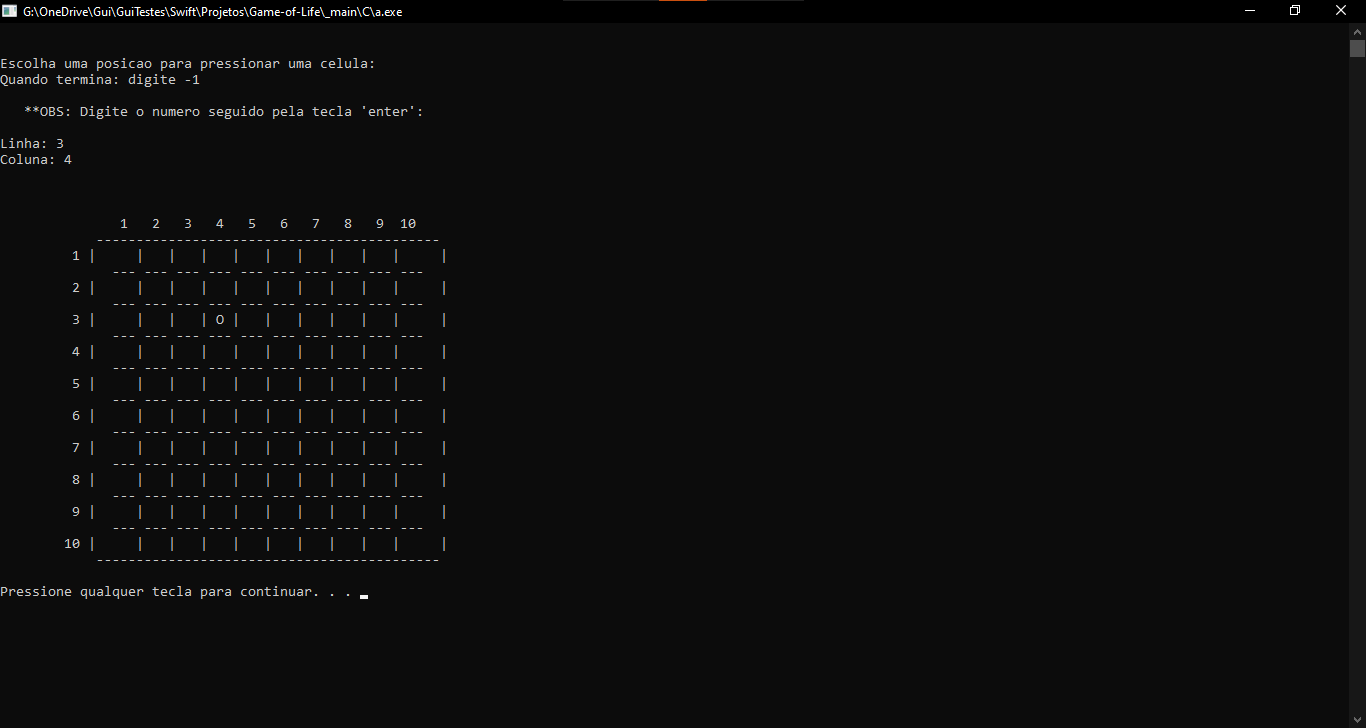 G:\OneDrive\Gui\GuiTestes\Swift\Projetos\Game-of-Life\_main\C\a.exe
Escolha uma posicao para pressionar uma celula:
Quando termina: digite -1
   **OBS: Digite o numero seguido pela tecla 'enter':
Linha: 3
Coluna: 4
               1   2   3   4   5   6   7   8   9  10
            -------------------------------------------
         1 |     |   |   |   |   |   |   |   |     |
              --- --- --- --- --- --- --- --- --- ---
         2 |     |   |   |   |   |   |   |   |     |
              --- --- --- --- --- --- --- --- --- ---
         3 |     |   |   | O |   |   |   |   |     |
              --- --- --- --- --- --- --- --- --- ---
         4 |     |   |   |   |   |   |   |   |     |
              --- --- --- --- --- --- --- --- --- ---
         5 |     |   |   |   |   |   |   |   |     |
              --- --- --- --- --- --- --- --- --- ---
         6 |     |   |   |   |   |   |   |   |     |
              --- --- --- --- --- --- --- --- --- ---
         7 |     |   |   |   |   |   |   |   |     |
              --- --- --- --- --- --- --- --- --- ---
         8 |     |   |   |   |   |   |   |   |     |
              --- --- --- --- --- --- --- --- --- ---
         9 |     |   |   |   |   |   |   |   |     |
              --- --- --- --- --- --- --- --- --- ---
        10 |     |   |   |   |   |   |   |   |     |
            -------------------------------------------
Pressione qualquer tecla para continuar. . .